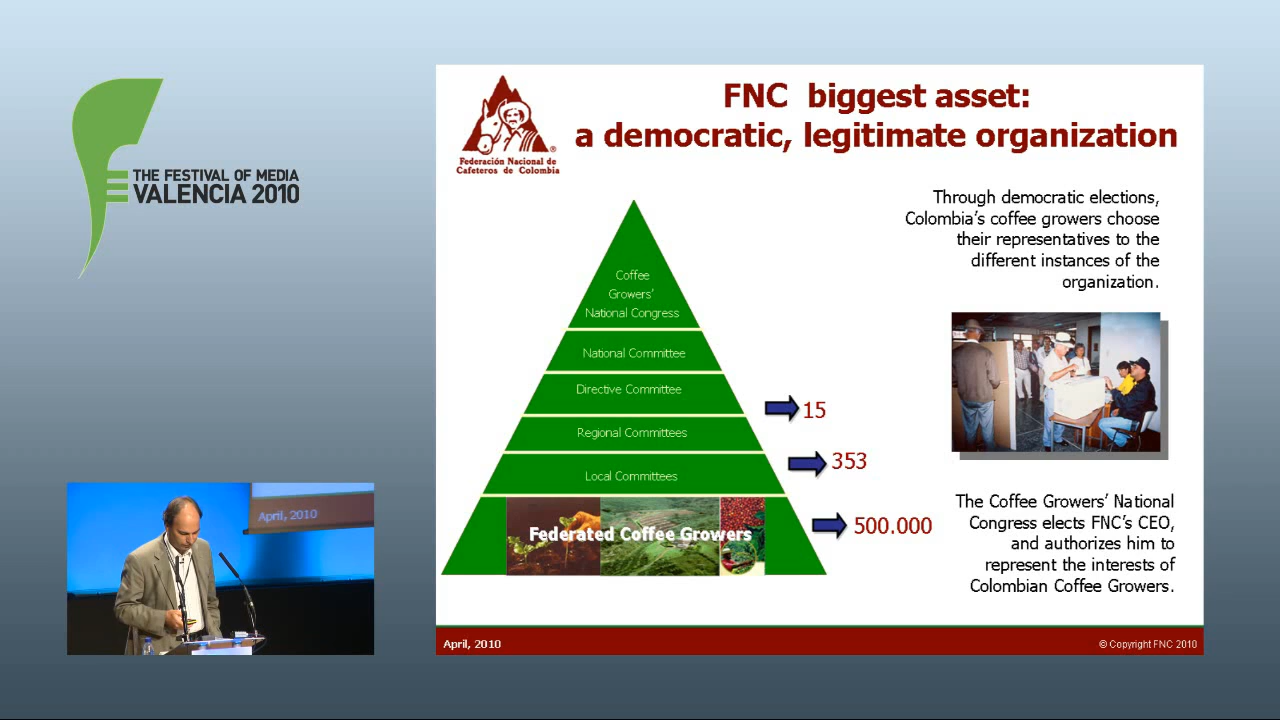 THE FESTIVAL OF MEDIA
VALENCIA 2010
April, 2010
FNC biggest asset:
a democratic, legitimate organization
Federación Nacional de
Cafeteros de Colombia
®
Through democratic elections,
Colombia's coffee growers choose
their representatives to the
different instances of the
organization.
Coffee
Growers'
National Congress
National Committee
Directive Committee
15
Regional Committees
353
Local Committees
Federated Coffee Growers
500.000
The Coffee Growers' National
Congress elects FNC's CEO,
and authorizes him to
represent the interests of
Colombian Coffee Growers.
April, 2010
© Copyright FNC 2010